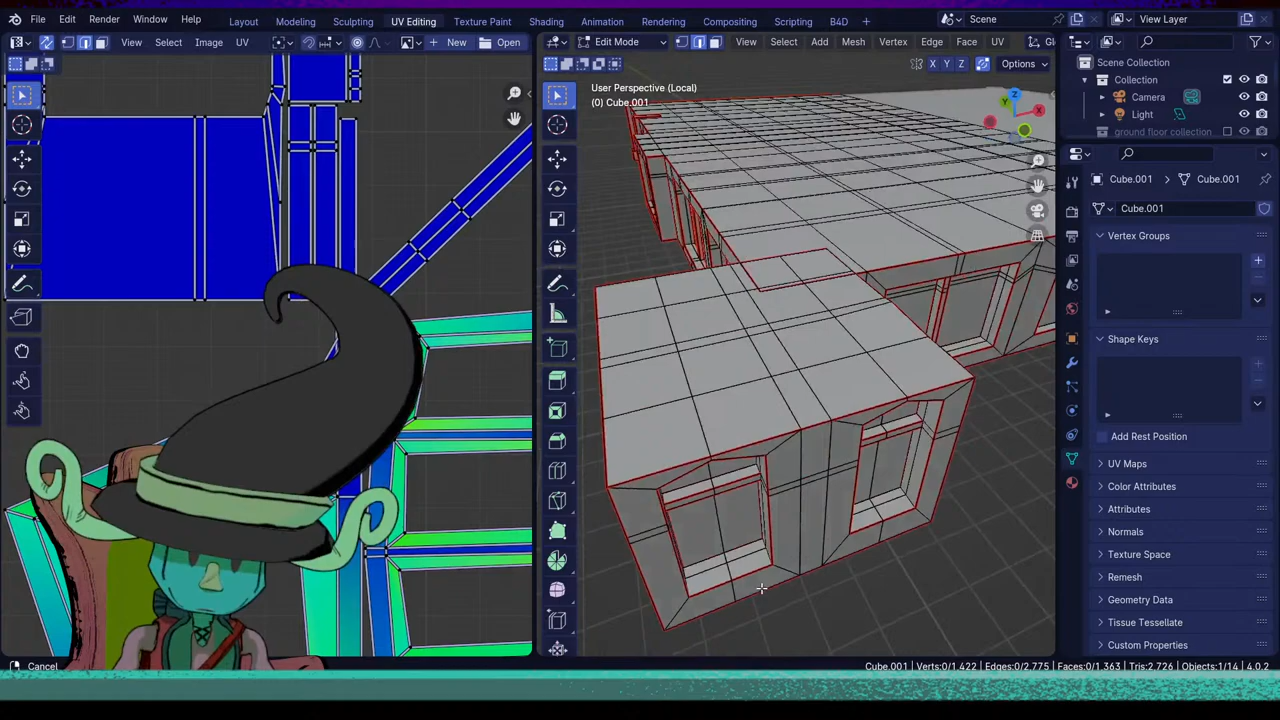 File Edit Render Window Help Layout Modeling Sculpting UV Editing Texture Paint Shading Animation Rendering Compositing Scripting B4D + Scene View Layer
View Select Image UV New Open Edit Mode View Select Add Mesh Vertex Edge Face UV
X Y Z Options
User Perspective (Local)
(0) Cube.001
Z
Y
X
Scene Collection
Collection
Camera
Light
ground floor collection
Cube.001 Cube.001
Cube.001
Vertex Groups
Shape Keys
Add Rest Position
UV Maps
Color Attributes
Attributes
Normals
Texture Space
Remesh
Geometry Data
Texture Tessellate
Custom Properties
Cancel Cube.001 | Verts:0/1,422 | Edges:0/2,775 | Faces:0/1,363 | Tris:2,726 | Objects:1/14 | 4.0.2